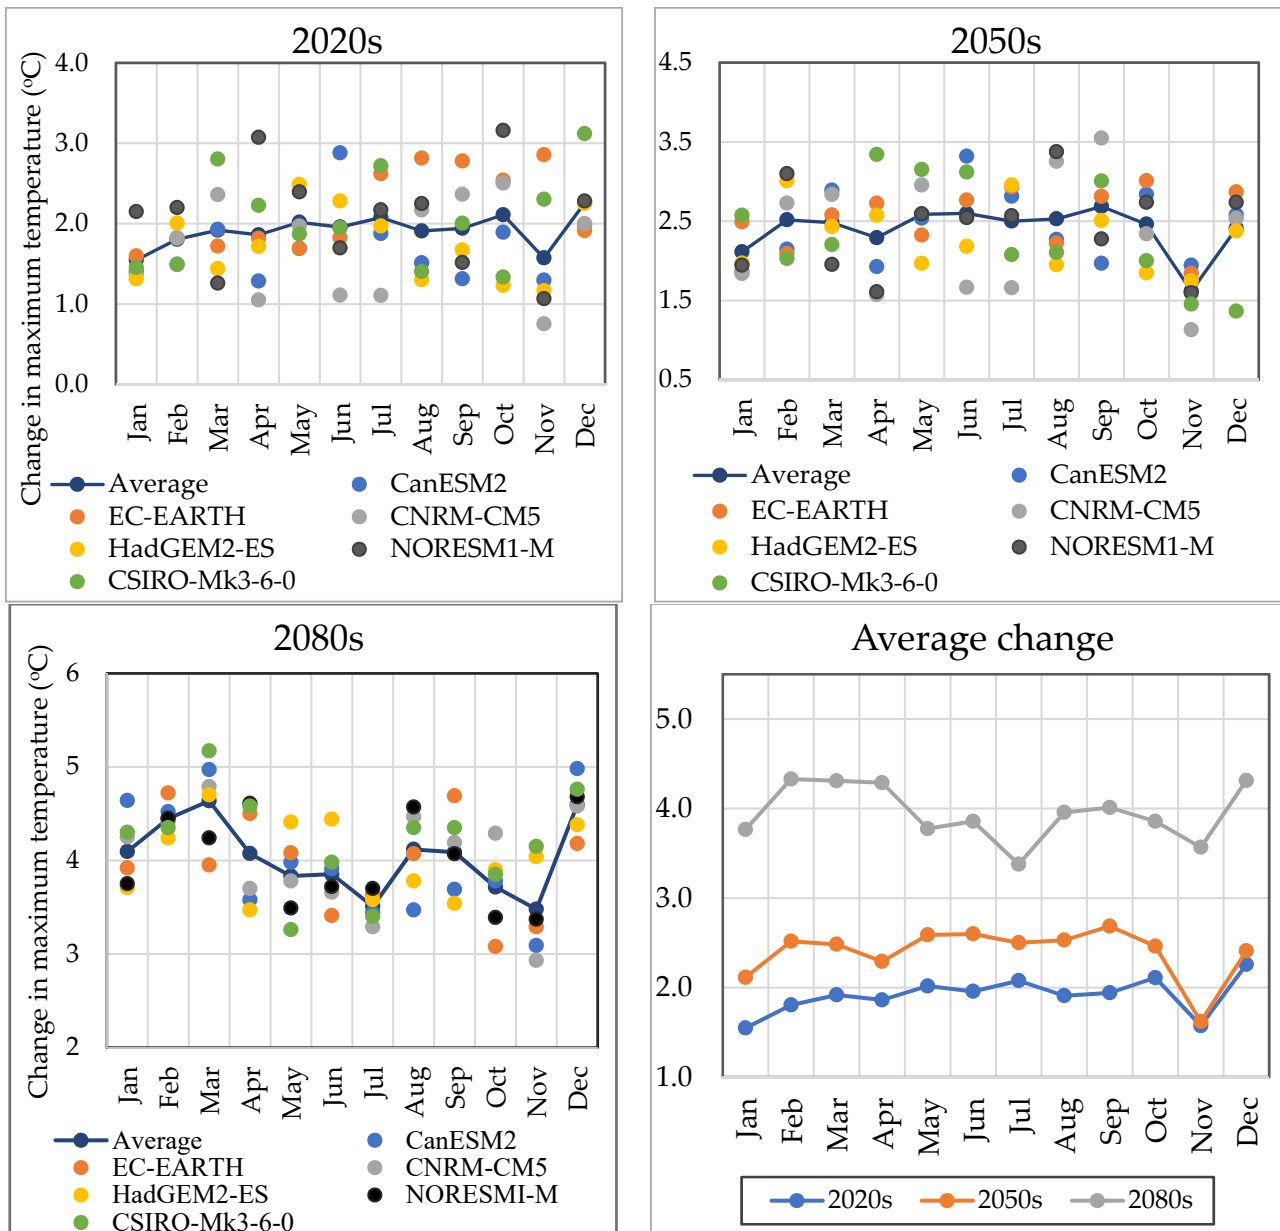 2020s
Change in maximum temperature (ºC)
4.0
3.0
2.0
1.0
0.0
Jan Feb Mar Apr May Jun Jul Aug Sep Oct Nov Dec
Average CanESM2
EC-EARTH CNRM-CM5
HadGEM2-ES NORESM1-M
CSIRO-Mk3-6-0
2050s
4.5
3.5
2.5
1.5
0.5
Jan Feb Mar Apr May Jun Jul Aug Sep Oct Nov Dec
Average CanESM2
EC-EARTH CNRM-CM5
HadGEM2-ES NORESM1-M
CSIRO-Mk3-6-0
2080s
Change in maximum temperature (ºC)
6
5
4
3
2
Jan Feb Mar Apr May Jun Jul Aug Sep Oct Nov Dec
Average CanESM2
EC-EARTH CNRM-CM5
HadGEM2-ES NORESMI-M
CSIRO-Mk3-6-0
Average change
5.0
4.0
3.0
2.0
1.0
Jan Feb Mar Apr May Jun Jul Aug Sep Oct Nov Dec
2020s 2050s 2080s